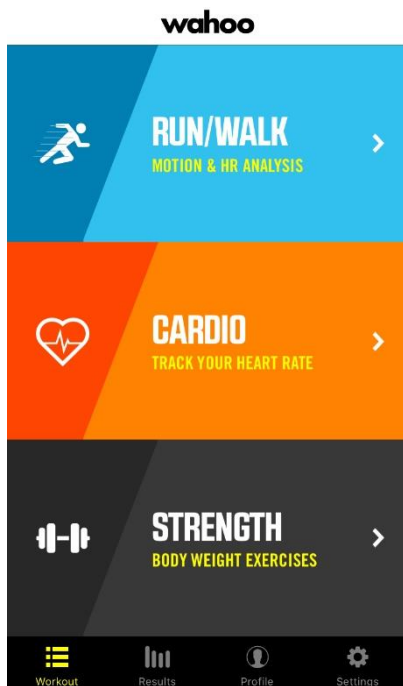 wahoo
RUN/WALK
MOTION & HR ANALYSIS
CARDIO
TRACK YOUR HEART RATE
STRENGTH
BODY WEIGHT EXERCISES
Workout Results Profile Settings